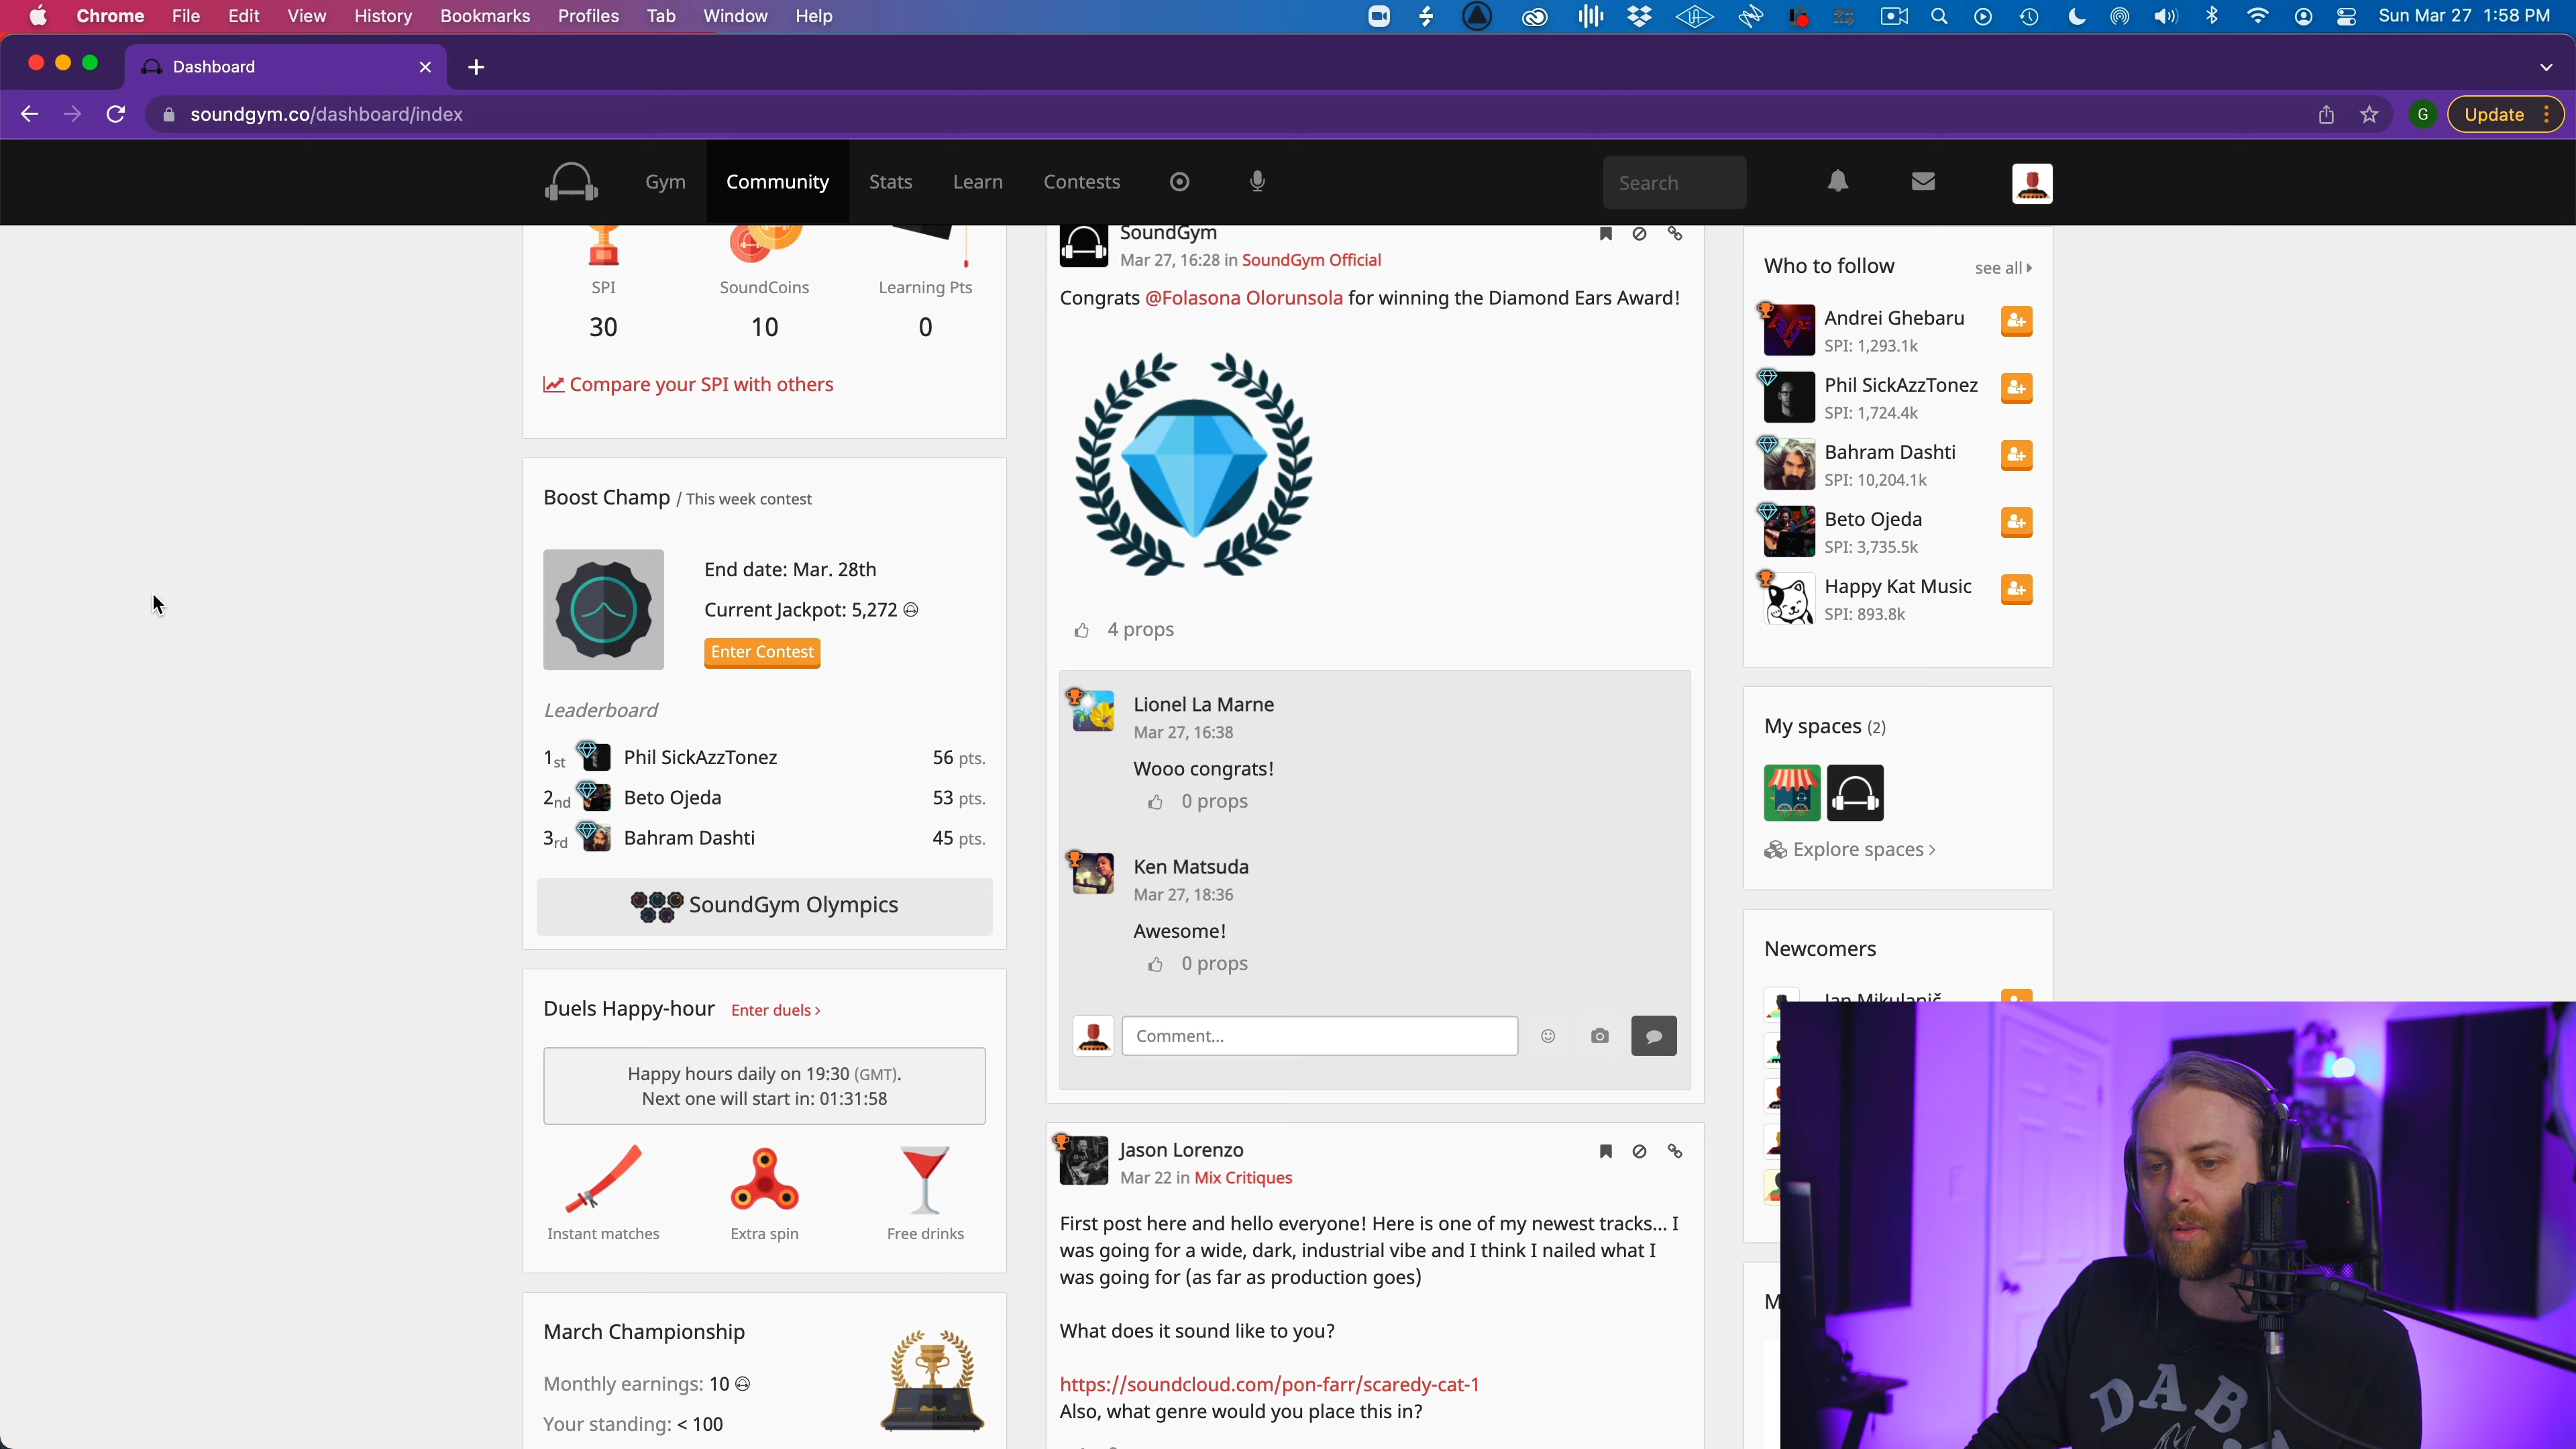 Chrome File Edit View History Bookmarks Profiles Tab Window Help
Sun Mar 27 1:58 PM
Dashboard
soundgym.co/dashboard/index
G
Update
Gym Community Stats Learn Contests
Search
SPI SoundCoins Learning Pts
30 10 0
Compare your SPI with others
Boost Champ / This week contest
End date: Mar. 28th
Current Jackpot: 5,272
Enter Contest
Leaderboard
1st Phil SickAzzTonez 56 pts.
2nd Beto Ojeda 53 pts.
3rd Bahram Dashti 45 pts.
SoundGym Olympics
Duels Happy-hour Enter duels ›
Happy hours daily on 19:30 (GMT).
Next one will start in: 01:31:58
Instant matches Extra spin Free drinks
March Championship
Monthly earnings: 10
Your standing: < 100
SoundGym
Mar 27, 16:28 in SoundGym Official
Congrats @Folasona Olorunsola for winning the Diamond Ears Award!
4 props
Lionel La Marne
Mar 27, 16:38
Wooo congrats!
0 props
Ken Matsuda
Mar 27, 18:36
Awesome!
0 props
Comment...
Jason Lorenzo
Mar 22 in Mix Critiques
First post here and hello everyone! Here is one of my newest tracks... I
was going for a wide, dark, industrial vibe and I think I nailed what I
was going for (as far as production goes)
What does it sound like to you?
https://soundcloud.com/pon-farr/scaredy-cat-1
Also, what genre would you place this in?
Who to follow see all
Andrei Ghebaru
SPI: 1,293.1k
Phil SickAzzTonez
SPI: 1,724.4k
Bahram Dashti
SPI: 10,204.1k
Beto Ojeda
SPI: 3,735.5k
Happy Kat Music
SPI: 893.8k
My spaces (2)
Explore spaces ›
Newcomers
Jan Mikulanič
M
DAB